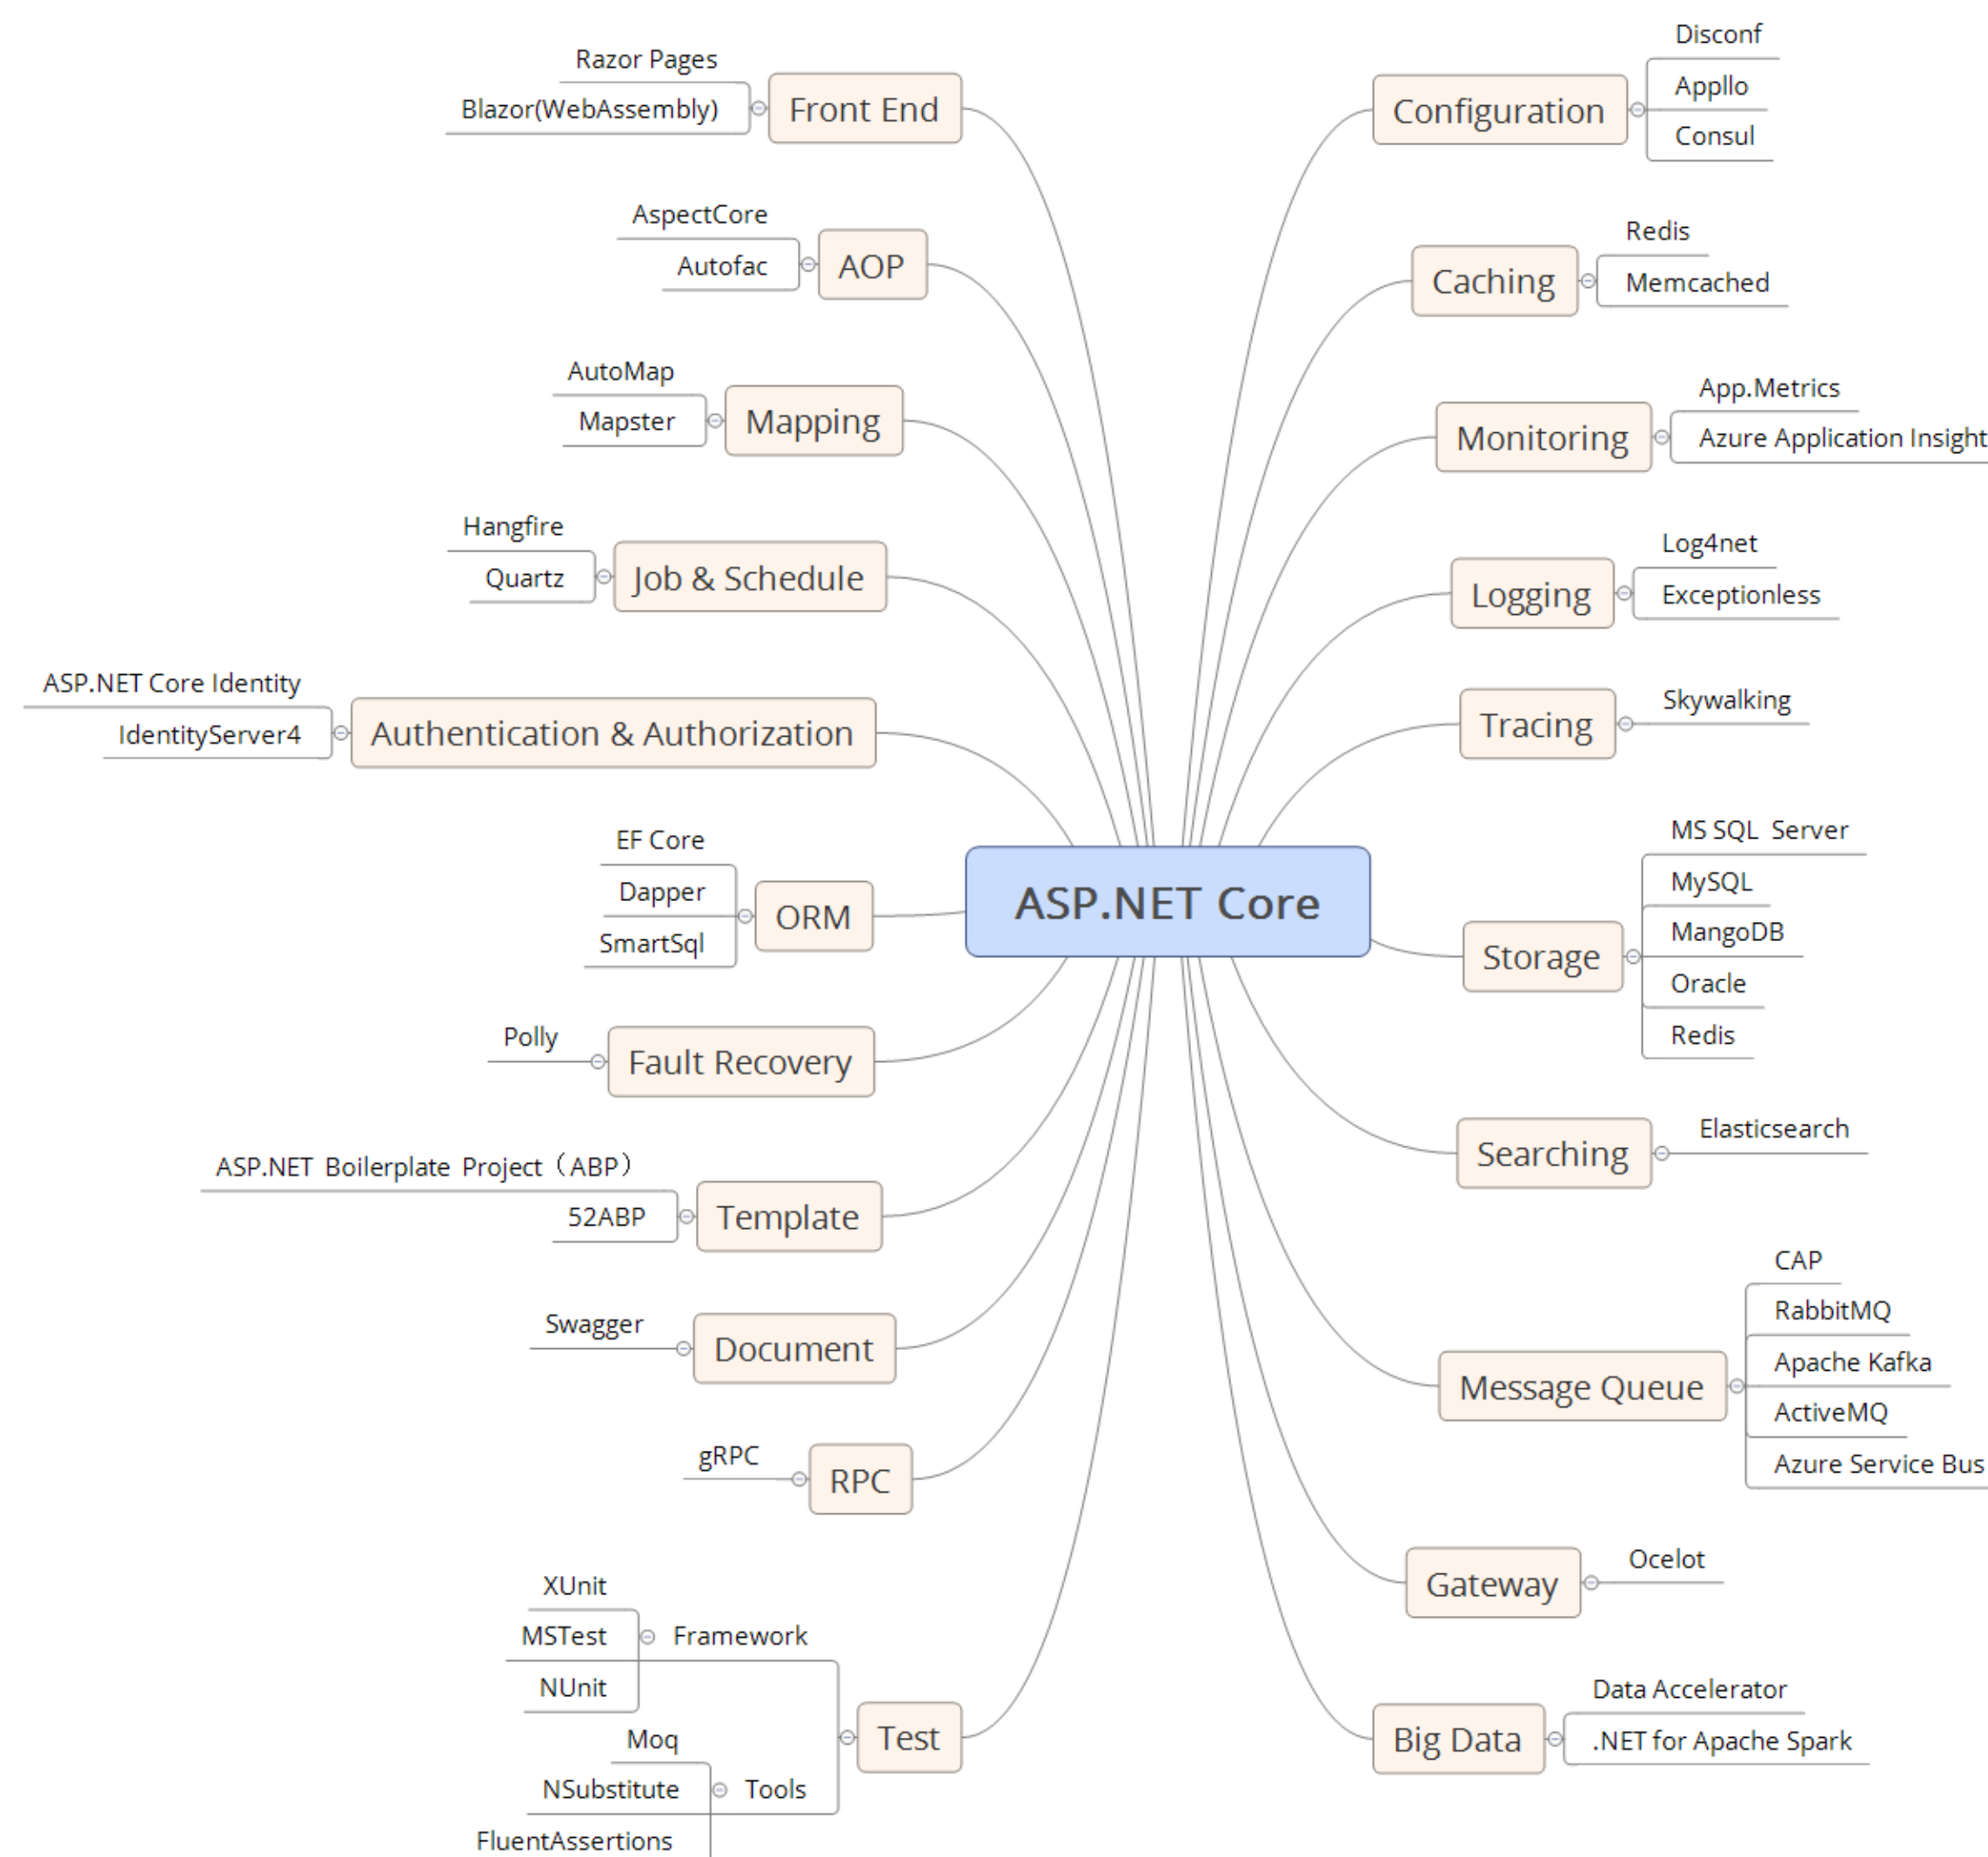 ASP.NET Core
Front End
Razor Pages
Blazor(WebAssembly)
AOP
AspectCore
Autofac
Mapping
AutoMap
Mapster
Job & Schedule
Hangfire
Quartz
Authentication & Authorization
ASP.NET Core Identity
IdentityServer4
ORM
EF Core
Dapper
SmartSql
Fault Recovery
Polly
Template
ASP.NET Boilerplate Project（ABP）
52ABP
Document
Swagger
RPC
gRPC
Test
Framework
XUnit
MSTest
NUnit
Tools
Moq
NSubstitute
FluentAssertions
Configuration
Disconf
Appllo
Consul
Caching
Redis
Memcached
Monitoring
App.Metrics
Azure Application Insight
Logging
Log4net
Exceptionless
Tracing
Skywalking
Storage
MS SQL Server
MySQL
MangoDB
Oracle
Redis
Searching
Elasticsearch
Message Queue
CAP
RabbitMQ
Apache Kafka
ActiveMQ
Azure Service Bus
Gateway
Ocelot
Big Data
Data Accelerator
.NET for Apache Spark